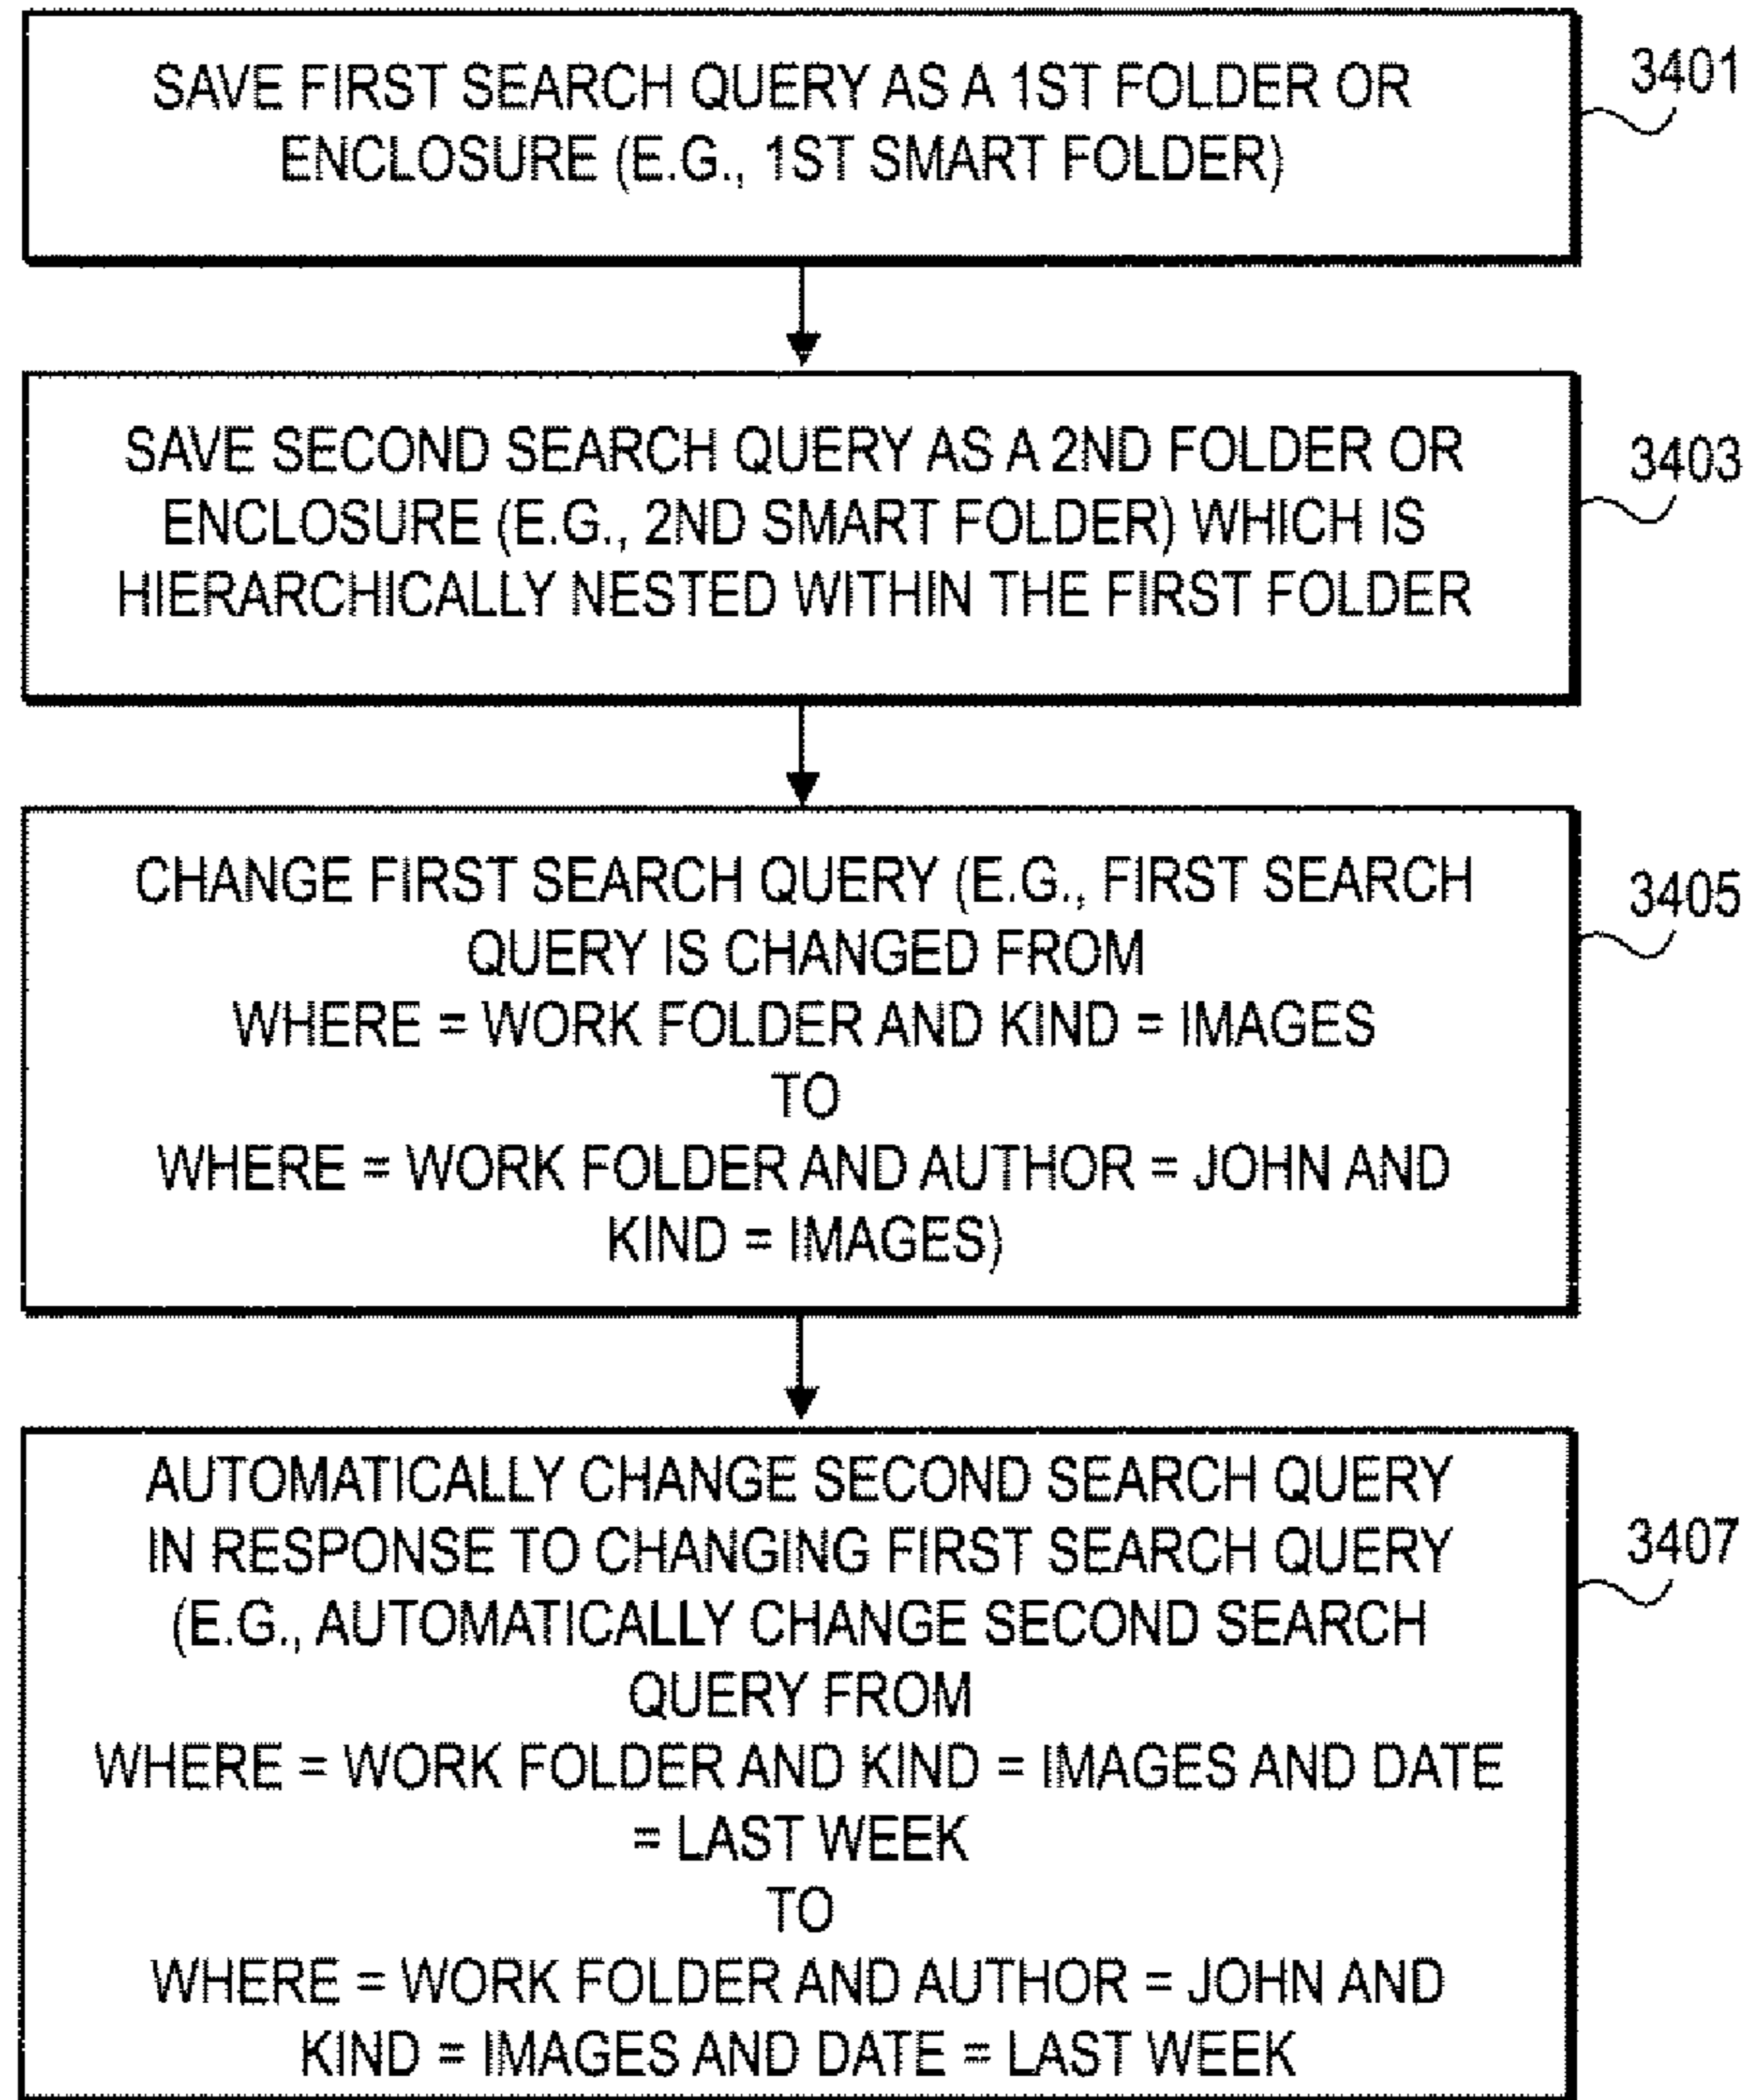 SAVE FIRST SEARCH QUERY AS A 1ST FOLDER OR
ENCLOSURE (E.G., 1ST SMART FOLDER)
3401
SAVE SECOND SEARCH QUERY AS A 2ND FOLDER OR
ENCLOSURE (E.G., 2ND SMART FOLDER) WHICH IS
HIERARCHICALLY NESTED WITHIN THE FIRST FOLDER
3403
CHANGE FIRST SEARCH QUERY (E.G., FIRST SEARCH
QUERY IS CHANGED FROM
WHERE = WORK FOLDER AND KIND = IMAGES
TO
WHERE = WORK FOLDER AND AUTHOR = JOHN AND
KIND = IMAGES)
3405
AUTOMATICALLY CHANGE SECOND SEARCH QUERY
IN RESPONSE TO CHANGING FIRST SEARCH QUERY
(E.G., AUTOMATICALLY CHANGE SECOND SEARCH
QUERY FROM
WHERE = WORK FOLDER AND KIND = IMAGES AND DATE
= LAST WEEK
TO
WHERE = WORK FOLDER AND AUTHOR = JOHN AND
KIND = IMAGES AND DATE = LAST WEEK
3407